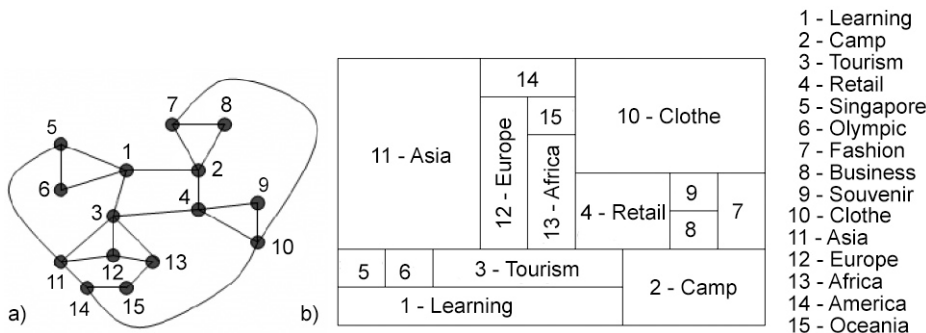 5
6
1
7
8
2
3
4
9
10
11
12
13
14
15
a)
b)
14
15
11 - Asia
12 - Europe
13 - Africa
10 - Clothe
4 - Retail
9
8
7
5
6
3 - Tourism
1 - Learning
2 - Camp
1 - Learning
2 - Camp
3 - Tourism
4 - Retail
5 - Singapore
6 - Olympic
7 - Fashion
8 - Business
9 - Souvenir
10 - Clothe
11 - Asia
12 - Europe
13 - Africa
14 - America
15 - Oceania